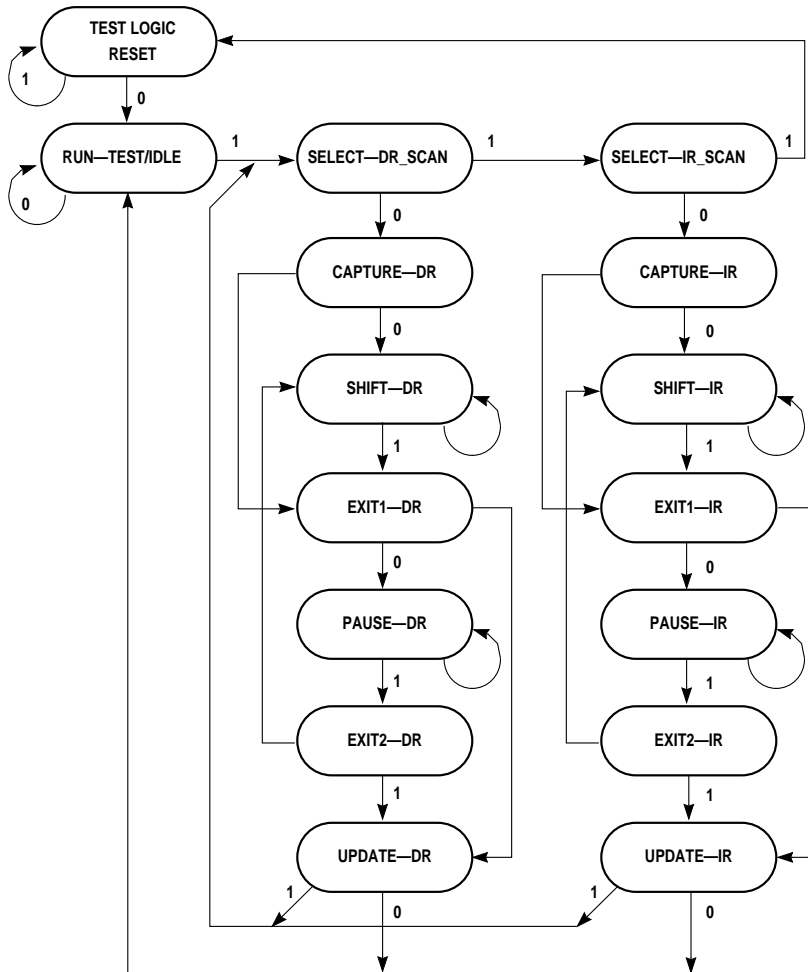 TEST LOGIC
RESET
1
0
RUN—TEST/IDLE
1
SELECT—DR_SCAN
1
SELECT—IR_SCAN
1
0
0
0
CAPTURE—DR
CAPTURE—IR
0
0
SHIFT—DR
SHIFT—IR
1
1
EXIT1—DR
EXIT1—IR
0
0
PAUSE—DR
PAUSE—IR
1
1
EXIT2—DR
EXIT2—IR
1
1
UPDATE—DR
UPDATE—IR
1
0
1
0